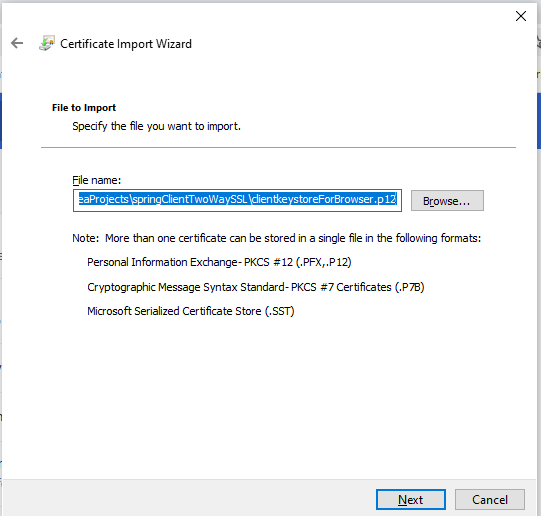 Certificate Import Wizard
File to Import
Specify the file you want to import.
File name:
eaProjects\springClientTwoWaySSL\clientkeystoreForBrowser.p12
Browse...
Note: More than one certificate can be stored in a single file in the following formats:
Personal Information Exchange- PKCS #12 (.PFX,.P12)
Cryptographic Message Syntax Standard- PKCS #7 Certificates (.P7B)
Microsoft Serialized Certificate Store (.SST)
Next
Cancel